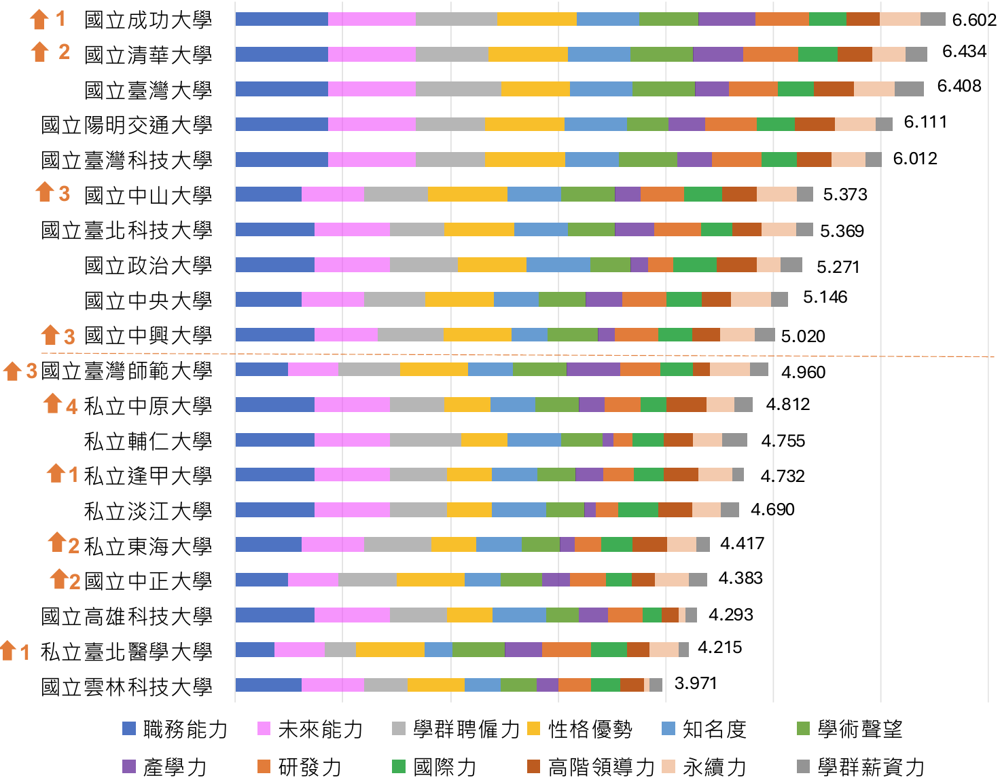 1 國立成功大學 6.602
2 國立清華大學 6.434
國立臺灣大學 6.408
國立陽明交通大學 6.111
國立臺灣科技大學 6.012
3 國立中山大學 5.373
國立臺北科技大學 5.369
國立政治大學 5.271
國立中央大學 5.146
3 國立中興大學 5.020
3 國立臺灣師範大學 4.960
4 私立中原大學 4.812
私立輔仁大學 4.755
1 私立逢甲大學 4.732
私立淡江大學 4.690
2 私立東海大學 4.417
2 國立中正大學 4.383
國立高雄科技大學 4.293
1 私立臺北醫學大學 4.215
國立雲林科技大學 3.971
職務能力 未來能力 學群聘僱力 性格優勢 知名度 學術聲望
產學力 研發力 國際力 高階領導力 永續力 學群薪資力